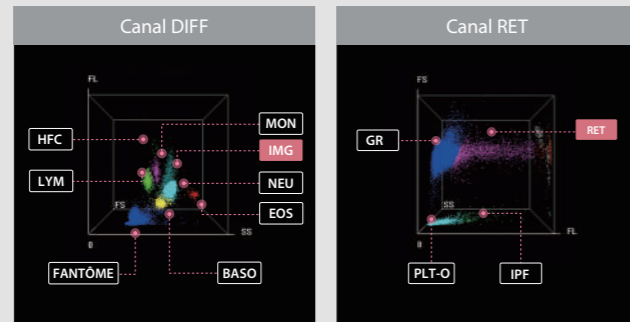 Canal DIFF
FL
HFC
MON
IMG
LYM
NEU
FS
EOS
0
SS
FANTÔME
BASO
Canal RET
FS
GR
RET
SS
0
FL
PLT-O
IPF